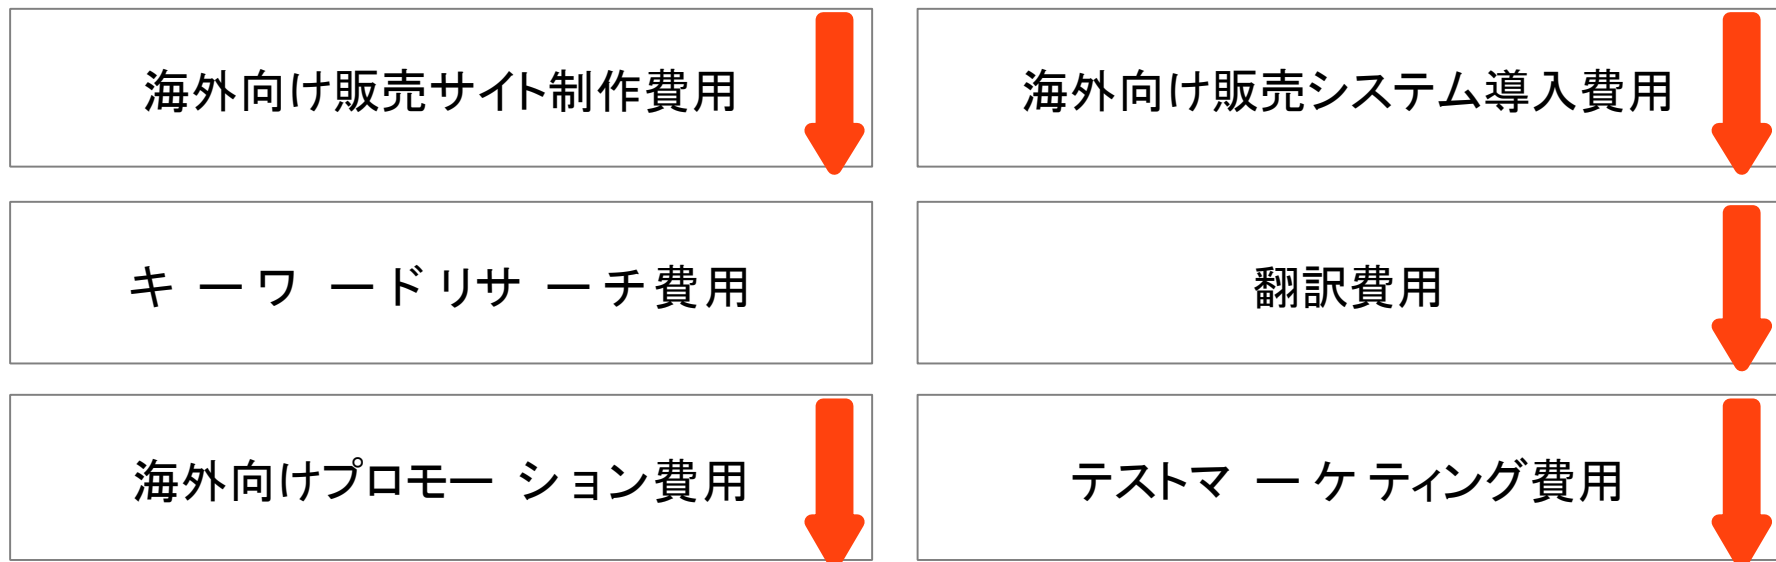 海外向け販売サイト制作費用
海外向け販売システム導入費用
キーワードリサーチ費用
翻訳費用
海外向けプロモーション費用
テストマーケティング費用